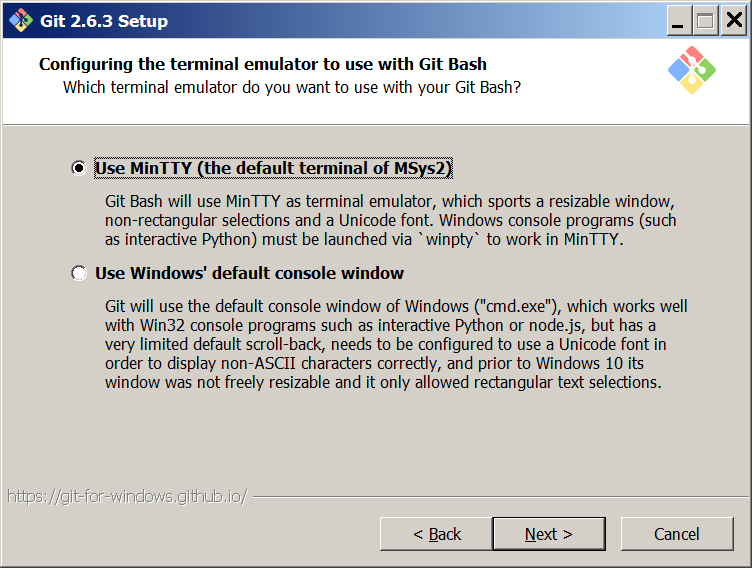 Git 2.6.3 Setup
Configuring the terminal emulator to use with Git Bash
Which terminal emulator do you want to use with your Git Bash?
Use MinTTY (the default terminal of MSys2)
Git Bash will use MinTTY as terminal emulator, which sports a resizable window,
non-rectangular selections and a Unicode font. Windows console programs (such
as interactive Python) must be launched via `winpty` to work in MinTTY.
Use Windows' default console window
Git will use the default console window of Windows ("cmd.exe"), which works well
with Win32 console programs such as interactive Python or node.js, but has a
very limited default scroll-back, needs to be configured to use a Unicode font in
order to display non-ASCII characters correctly, and prior to Windows 10 its
window was not freely resizable and it only allowed rectangular text selections.
https://git-for-windows.github.io/
< Back
Next >
Cancel